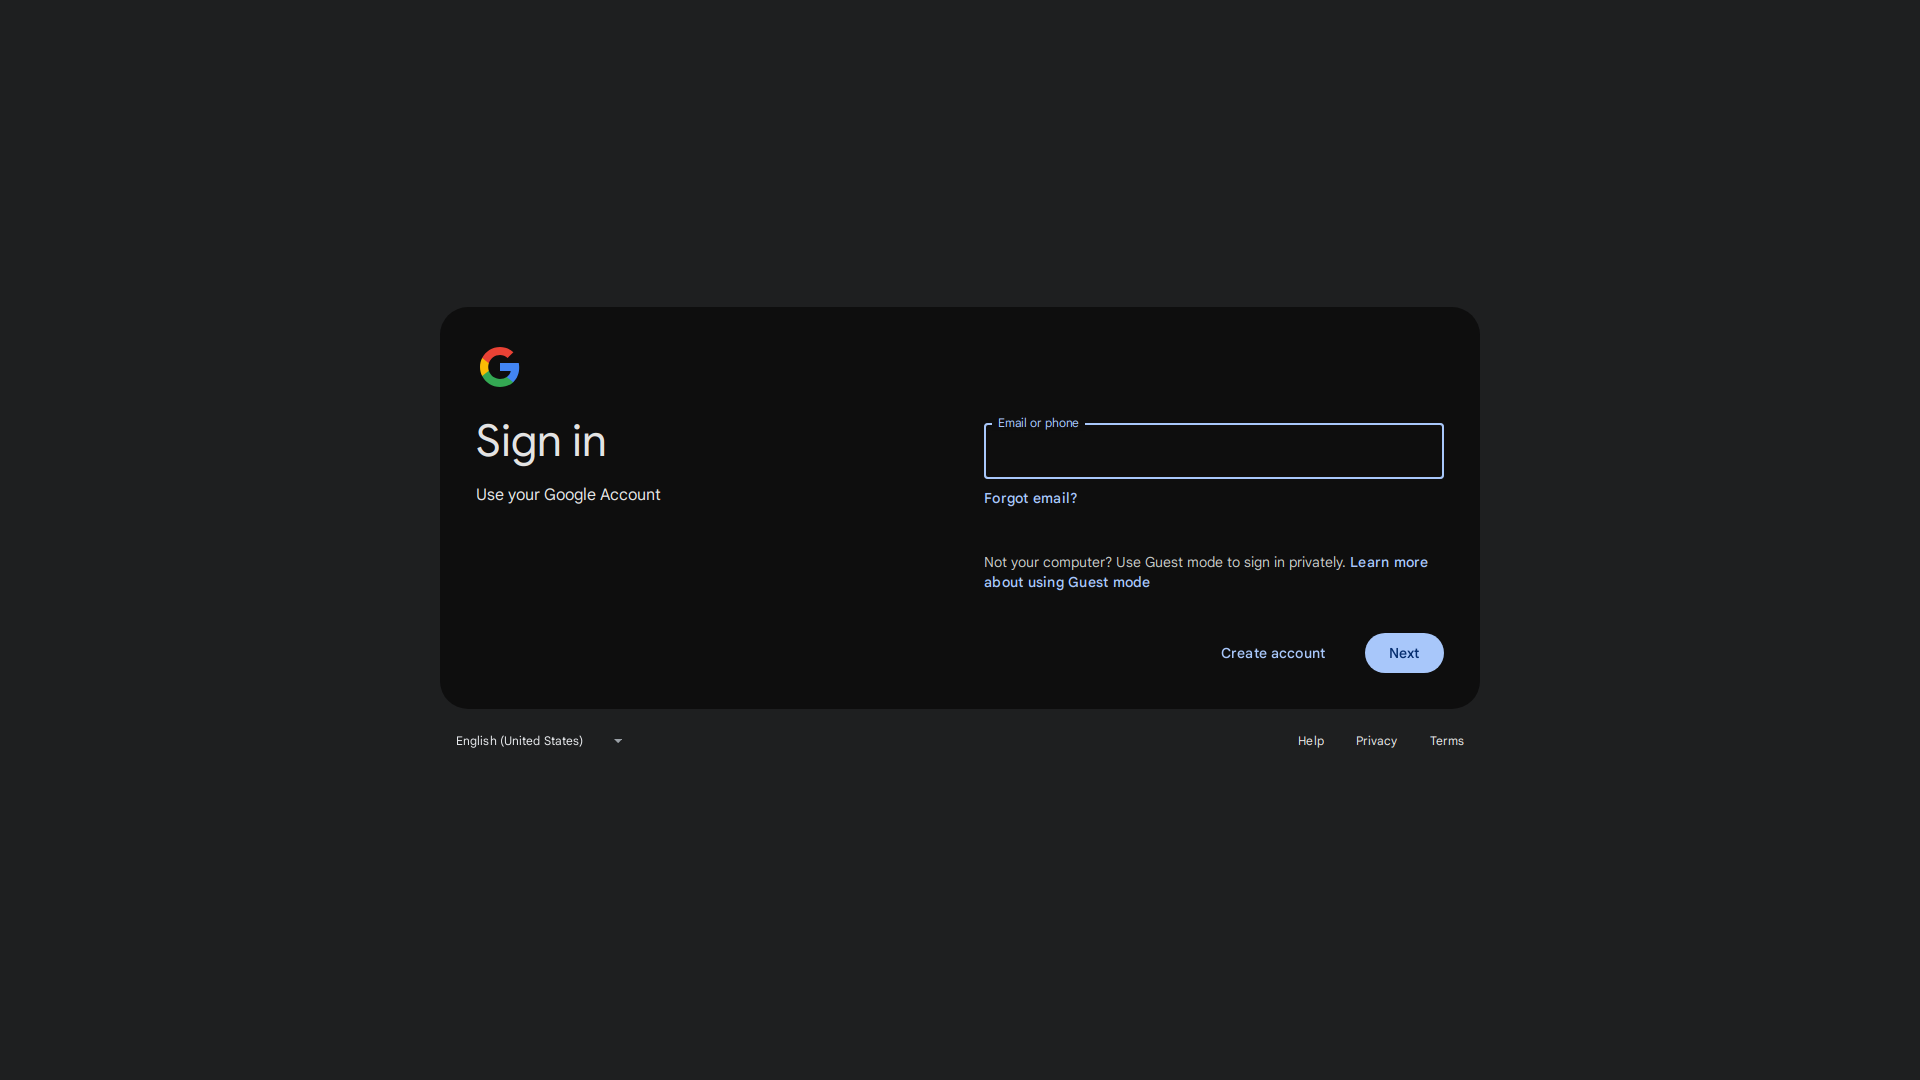 Sign in
Use your Google Account
Email or phone
Forgot email?
Not your computer? Use Guest mode to sign in privately. Learn more
about using Guest mode
Create account
Next
English (United States)
Help
Privacy
Terms